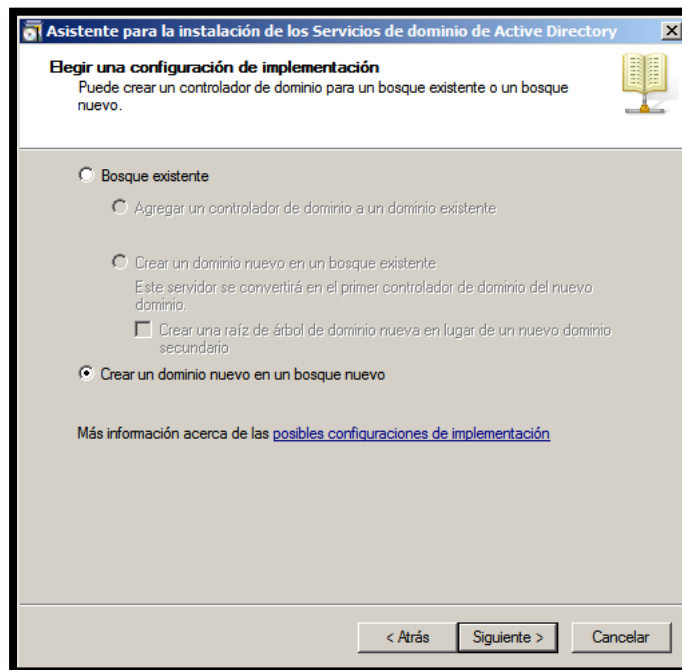 Asistente para la instalación de los Servicios de dominio de Active Directory
Elegir una configuración de implementación
Puede crear un controlador de dominio para un bosque existente o un bosque
nuevo.
Bosque existente
Agregar un controlador de dominio a un dominio existente
Crear un dominio nuevo en un bosque existente
Este servidor se convertirá en el primer controlador de dominio del nuevo
dominio.
Crear una raíz de árbol de dominio nueva en lugar de un nuevo dominio
secundario
Crear un dominio nuevo en un bosque nuevo
Más información acerca de las posibles configuraciones de implementación
< Atrás Siguiente > Cancelar